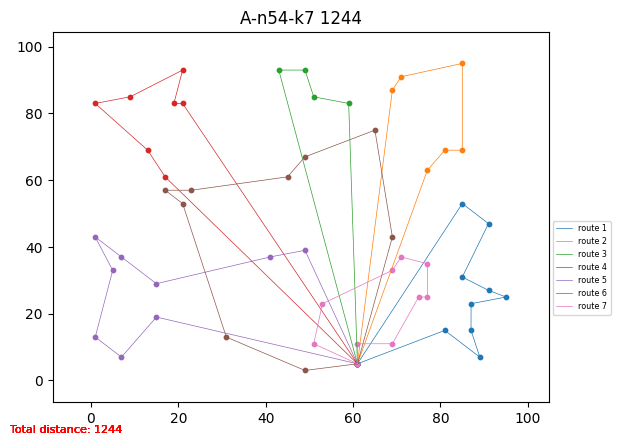 A-n54-k7 1244
100
80
60
40
20
0
0 20 40 60 80 100
route 1
route 2
route 3
route 4
route 5
route 6
route 7
Total distance: 1244